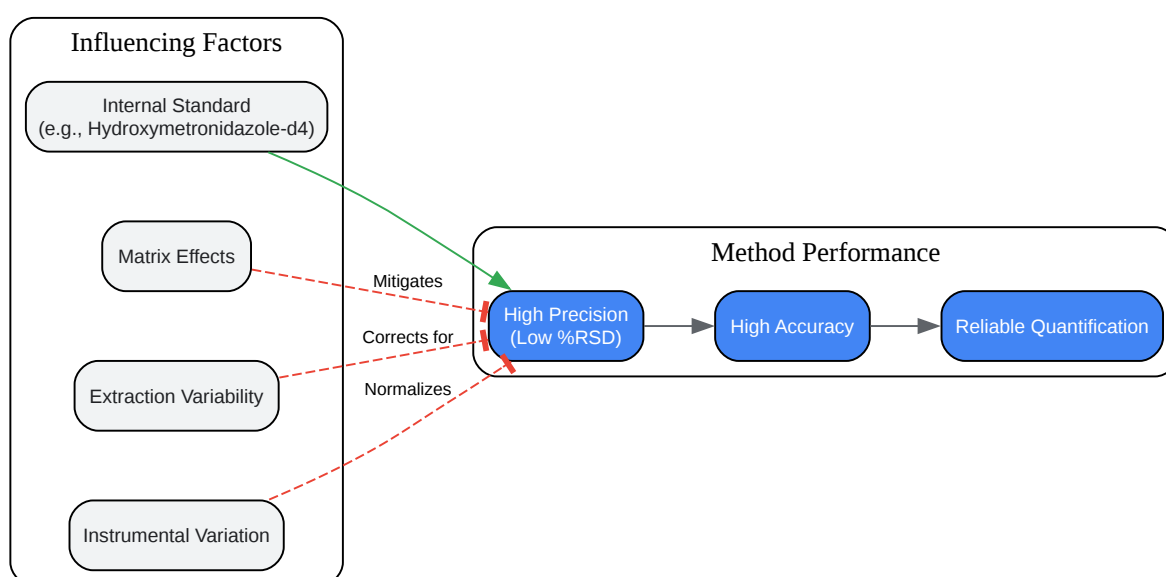 Influencing Factors
Internal Standard
(e.g., Hydroxymetronidazole-d4)
Matrix Effects
Extraction Variability
Instrumental Variation
Mitigates
Corrects for
Normalizes
Method Performance
High Precision
(Low %RSD)
High Accuracy
Reliable Quantification